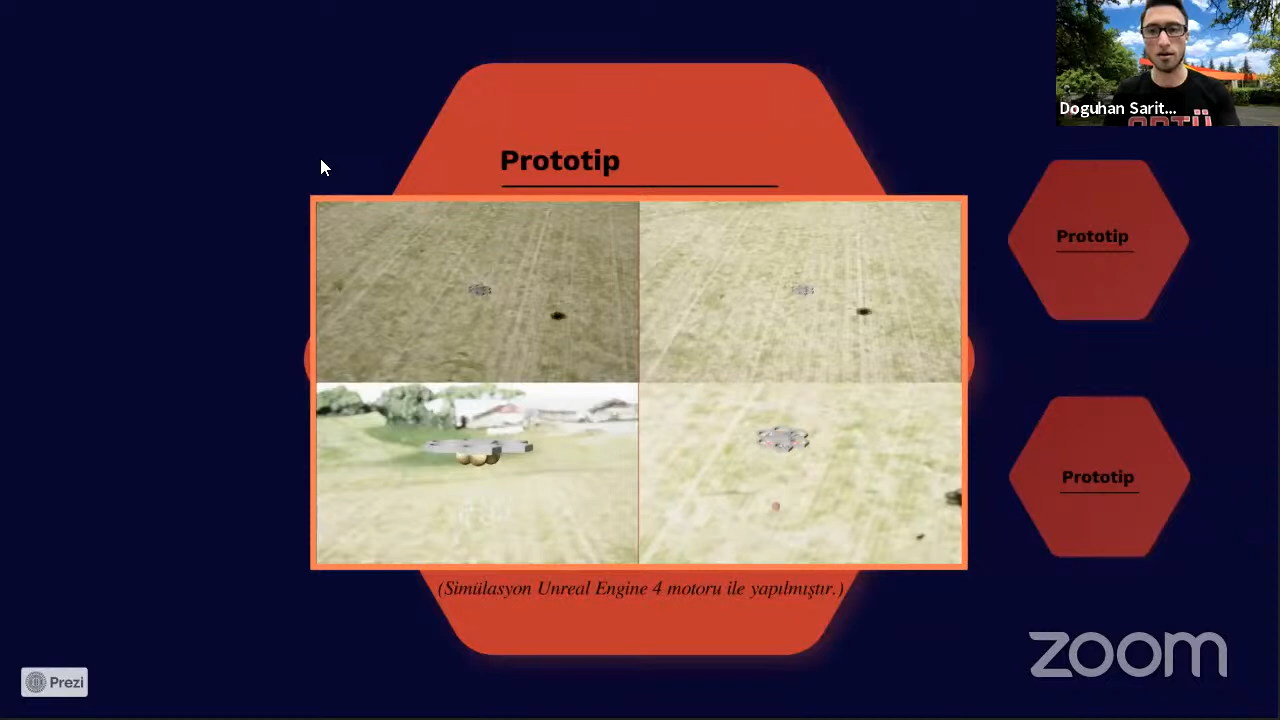 Doguhan Sarit...
Prototip
Prototip
(Simülasyon Unreal Engine 4 motoru ile yapılmıştır.)
Prototip
zoom
Prezi